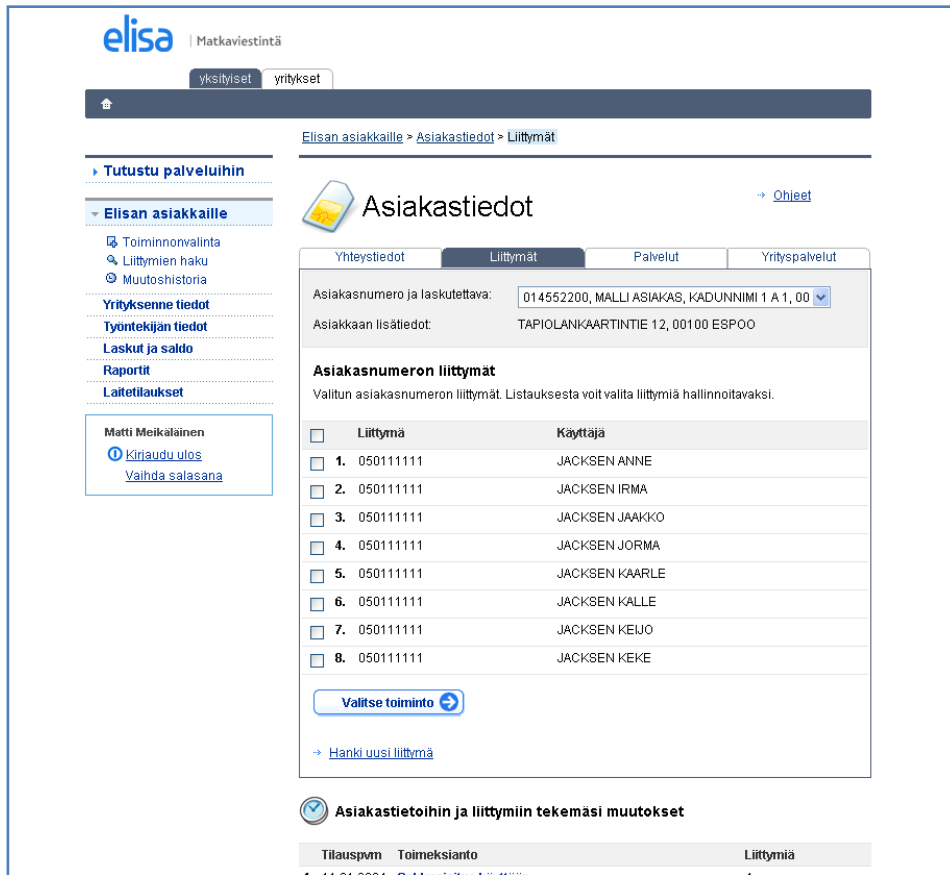 elisa | Matkaviestintä
yksityiset yritykset
Elisan asiakkaille > Asiakastiedot > Liittymät
Tutustu palveluihin
Elisan asiakkaille
Toiminnonvalinta
Liittymien haku
Muutoshistoria
Yrityksenne tiedot
Työntekijän tiedot
Laskut ja saldo
Raportit
Laitetilaukset
Matti Meikäläinen
Kirjaudu ulos
Vaihda salasana
Asiakastiedot
Ohjeet
Yhteystiedot Liittymät Palvelut Yrityspalvelut
Asiakasnumero ja laskutettava: 014552200, MALLI ASIAKAS, KADUNNIMI 1 A 1, 00
Asiakkaan lisätiedot: TAPIOLANKAARTINTIE 12, 00100 ESPOO
Asiakasnumeron liittymät
Valitun asiakasnumeron liittymät. Listauksesta voit valita liittymiä hallinnoitavaksi.
Liittymä Käyttäjä
1. 050111111 JACKSEN ANNE
2. 050111111 JACKSEN IRMA
3. 050111111 JACKSEN JAAKKO
4. 050111111 JACKSEN JORMA
5. 050111111 JACKSEN KAARLE
6. 050111111 JACKSEN KALLE
7. 050111111 JACKSEN KEIJO
8. 050111111 JACKSEN KEKE
Valitse toiminto
Hanki uusi liittymä
Asiakastietoihin ja liittymiin tekemäsi muutokset
Tilauspvm Toimeksianto Liittymiä